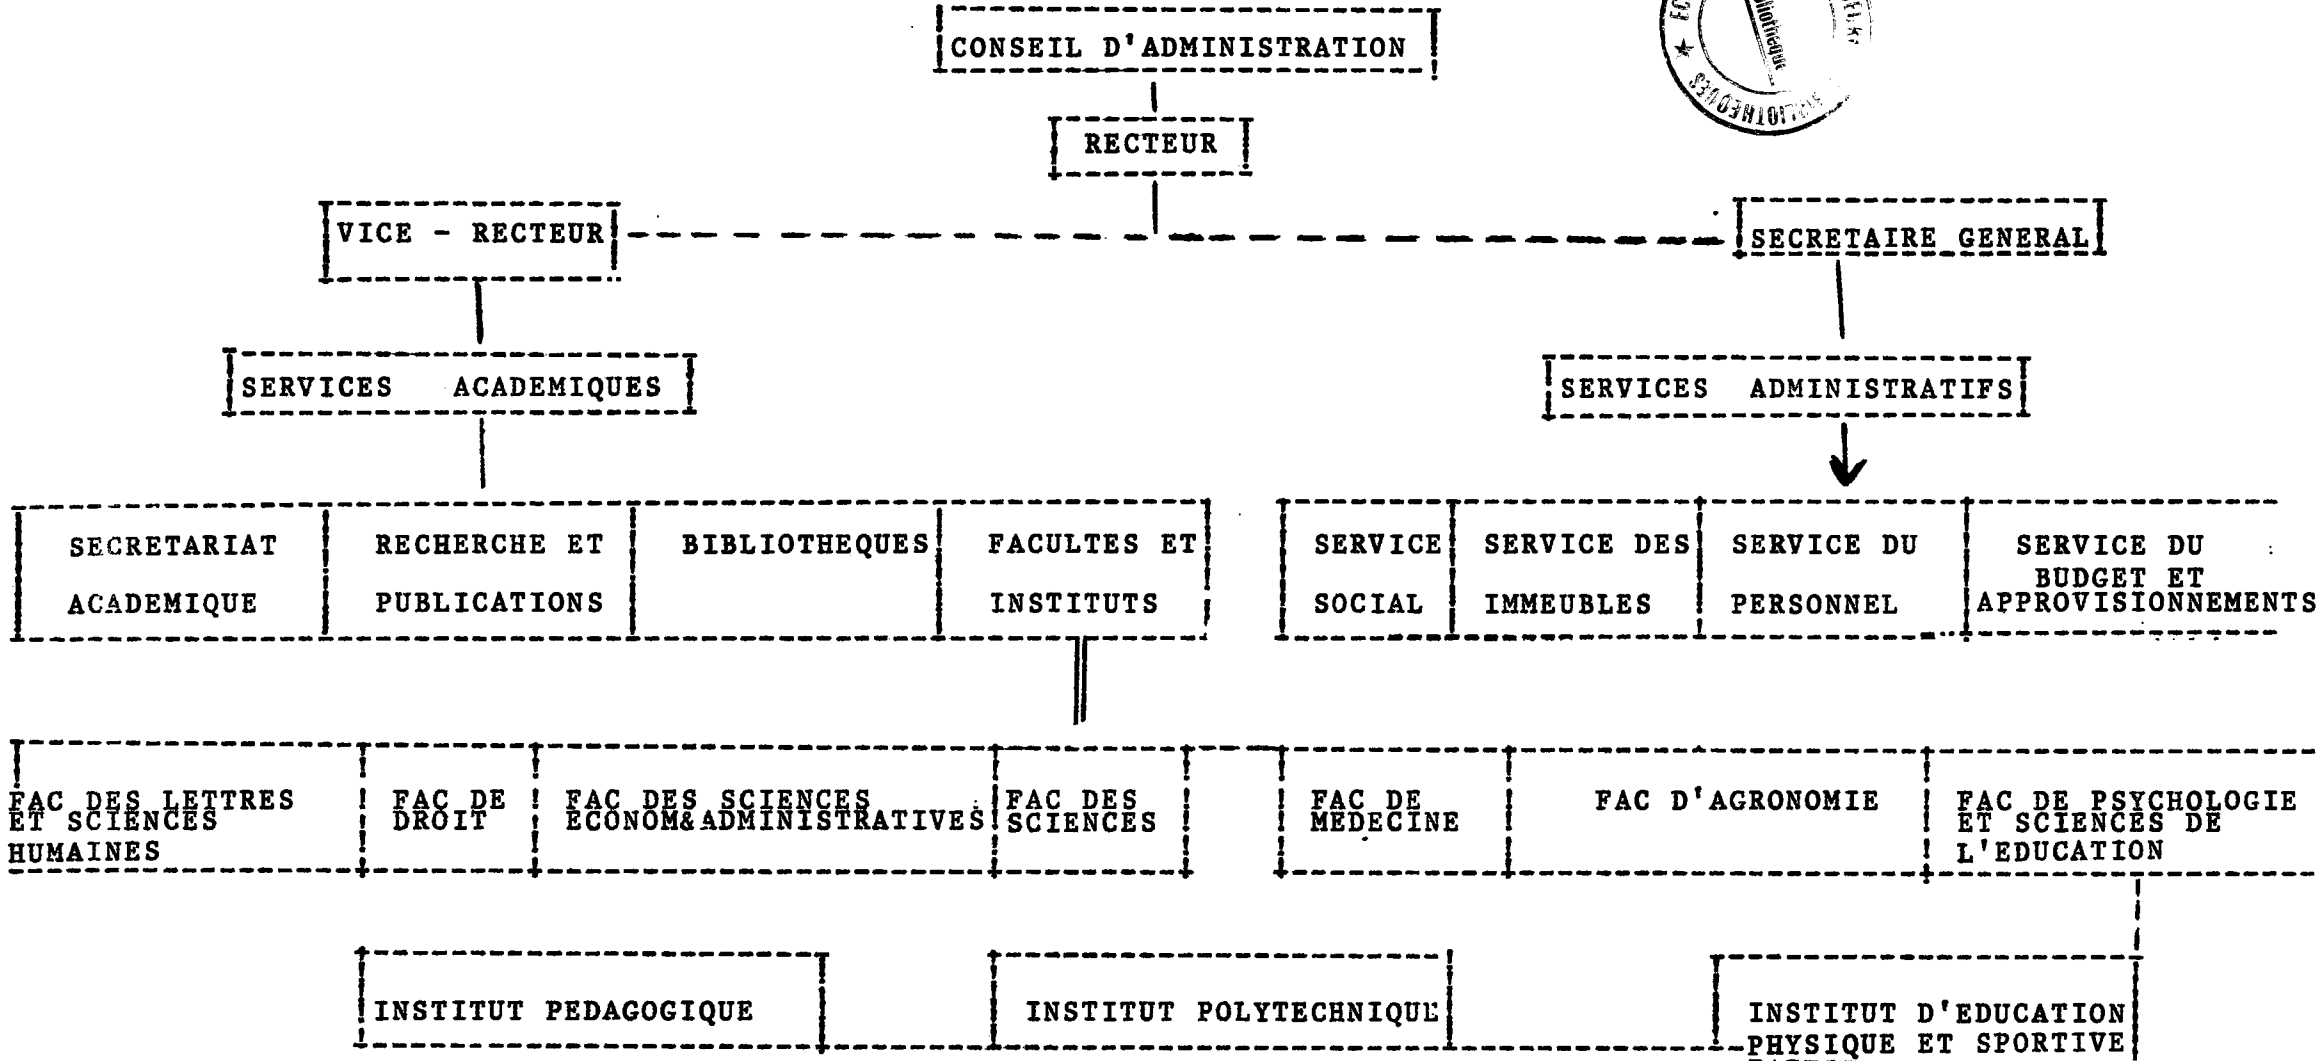 CONSEIL D'ADMINISTRATION
RECTEUR
VICE - RECTEUR
SECRETAIRE GENERAL
SERVICES ACADEMIQUES
SERVICES ADMINISTRATIFS
SECRETARIAT
ACADEMIQUE
RECHERCHE ET
PUBLICATIONS
BIBLIOTHEQUES
FACULTES ET
INSTITUTS
SERVICE
SOCIAL
SERVICE DES
IMMEUBLES
SERVICE DU
PERSONNEL
SERVICE DU
BUDGET ET
APPROVISIONNEMENTS
FAC DES LETTRES
ET SCIENCES
HUMAINES
FAC DE
DROIT
FAC DES SCIENCES
ECONOM&ADMINISTRATIVES
FAC DES
SCIENCES
FAC DE
MEDECINE
FAC D'AGRONOMIE
FAC DE PSYCHOLOGIE
ET SCIENCES DE
L'EDUCATION
INSTITUT PEDAGOGIQUE
INSTITUT POLYTECHNIQUE
INSTITUT D'EDUCATION
PHYSIQUE ET SPORTIVE